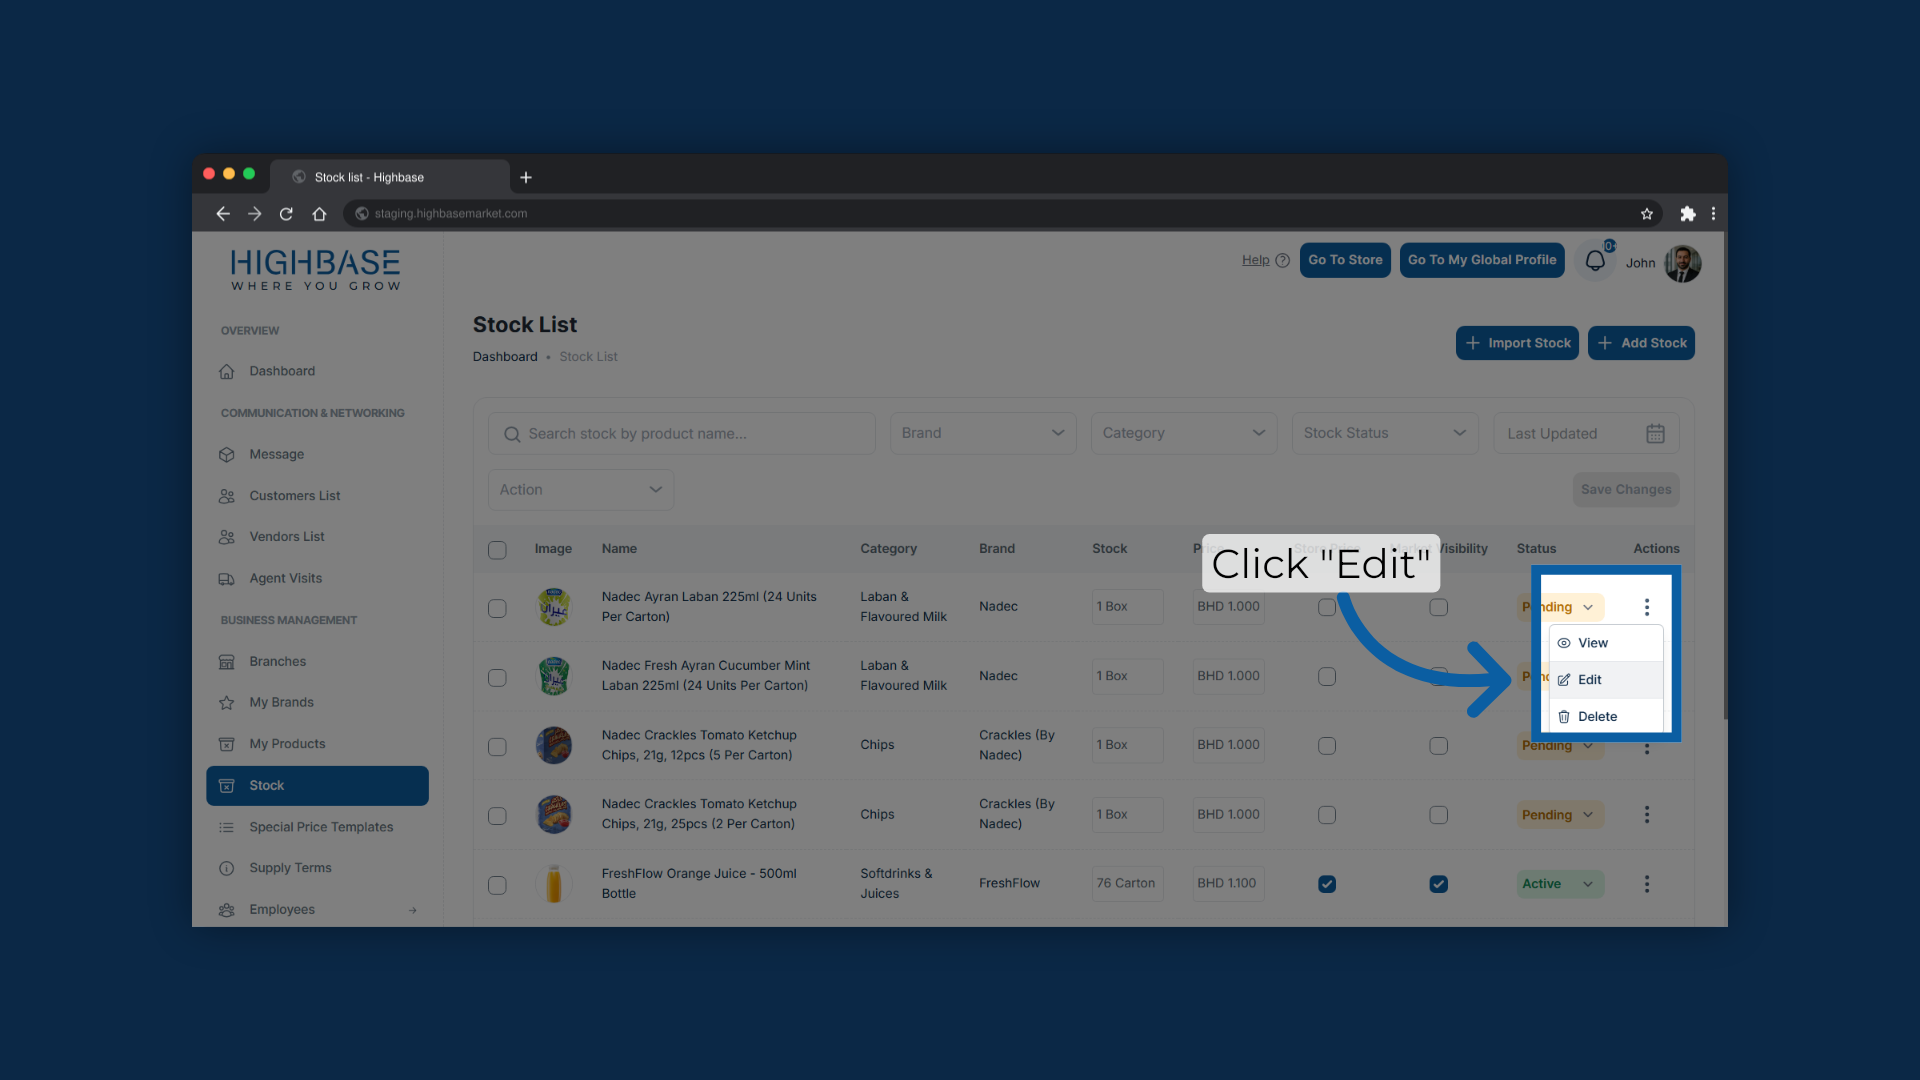 Stock list - Highbase
staging.highbasemarket.com
HIGHBASE
WHERE YOU GROW
Help
Go To Store
Go To My Global Profile
John
OVERVIEW
Dashboard
COMMUNICATION & NETWORKING
Message
Customers List
Vendors List
Agent Visits
BUSINESS MANAGEMENT
Branches
My Brands
My Products
Stock
Special Price Templates
Supply Terms
Employees
Stock List
Dashboard • Stock List
Import Stock
Add Stock
Search stock by product name...
Brand
Category
Stock Status
Last Updated
Action
Save Changes
Image Name Category Brand Stock Visibility Status Actions
Click "Edit"
Nadec Ayran Laban 225ml (24 Units
Per Carton)
Laban &
Flavoured Milk
Nadec
1 Box
BHD 1.000
Pending
View
Edit
Delete
Nadec Fresh Ayran Cucumber Mint
Laban 225ml (24 Units Per Carton)
Laban &
Flavoured Milk
Nadec
1 Box
BHD 1.000
Nadec Crackles Tomato Ketchup
Chips, 21g, 12pcs (5 Per Carton)
Chips
Crackles (By
Nadec)
1 Box
BHD 1.000
Pending
Nadec Crackles Tomato Ketchup
Chips, 21g, 25pcs (2 Per Carton)
Chips
Crackles (By
Nadec)
1 Box
BHD 1.000
Pending
FreshFlow Orange Juice - 500ml
Bottle
Softdrinks &
Juices
FreshFlow
76 Carton
BHD 1.100
Active